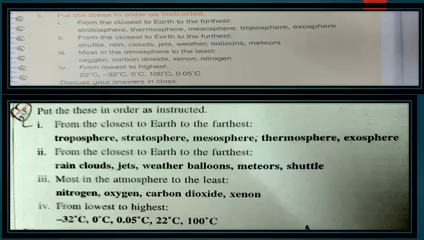 Put these in order as instructed.
i. From the closest to Earth to the farthest:
stratosphere, thermosphere, mesosphere, troposphere, exosphere
ii. From the closest to Earth to the furthest:
shuttle, rain, clouds, jets, weather, balloons, meteors
iii. Most in atmosphere to the least:
oxygen, carbon dioxide, xenon, nitrogen
iv. From lowest to highest:
22°C, –32°C, 0°C, 100°C, 0.05°C
Discuss your answers in class.
Put the these in order as instructed.
i. From the closest to Earth to the farthest:
troposphere, stratosphere, mesosphere, thermosphere, exosphere
ii. From the closest to Earth to the furthest:
rain clouds, jets, weather balloons, meteors, shuttle
iii. Most in the atmosphere to the least:
nitrogen, oxygen, carbon dioxide, xenon
iv. From lowest to highest:
–32°C, 0°C, 0.05°C, 22°C, 100°C